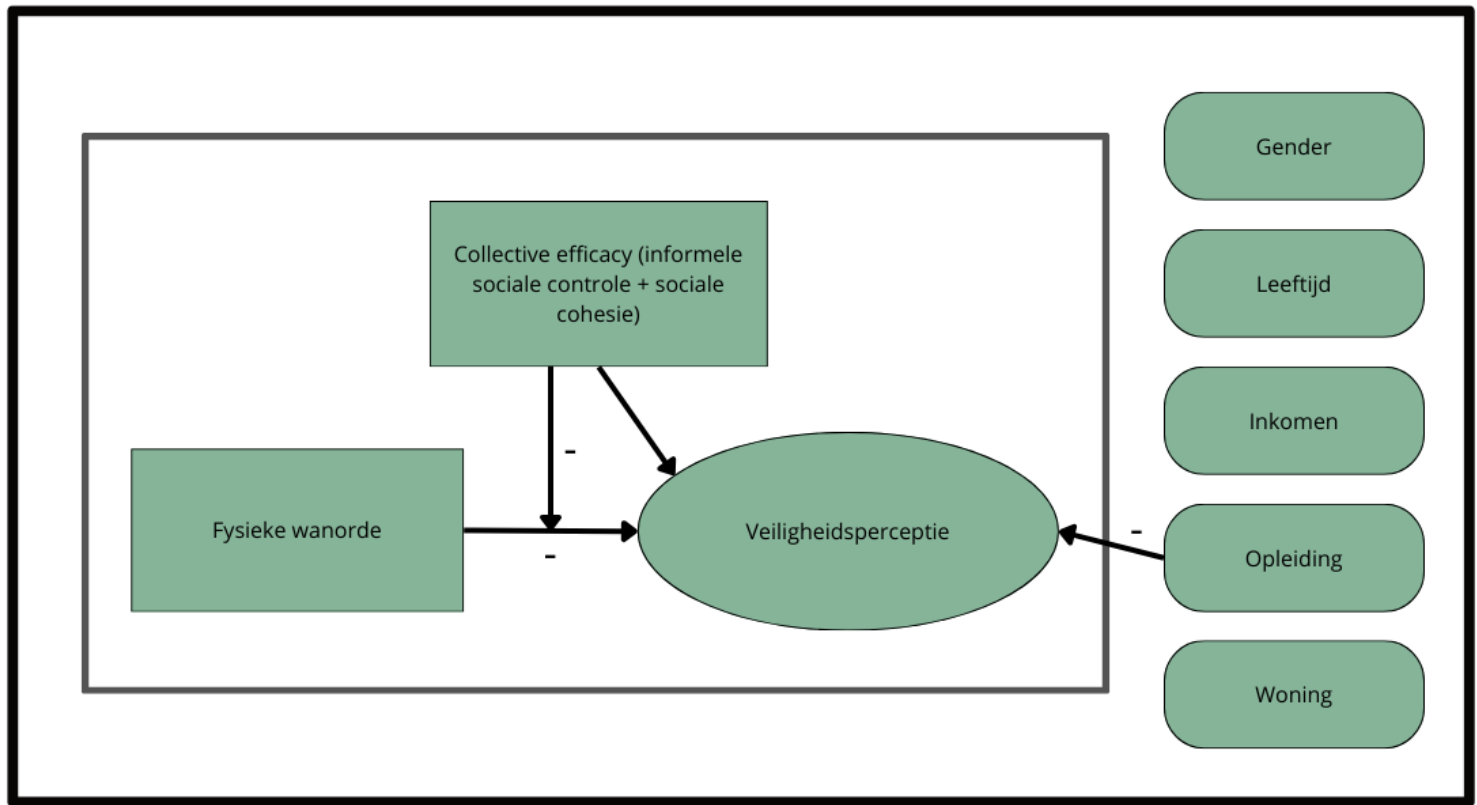 Gender
Collective efficacy (informele
sociale controle + sociale
cohesie)
Leeftijd
Inkomen
-
Fysieke wanorde
-
Veiligheidsperceptie
-
Opleiding
Woning